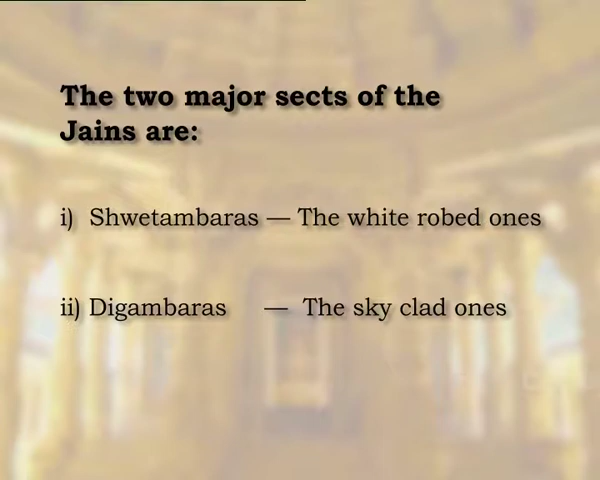 The two major sects of the
Jains are:
i) Shwetambaras — The white robed ones
ii) Digambaras — The sky clad ones